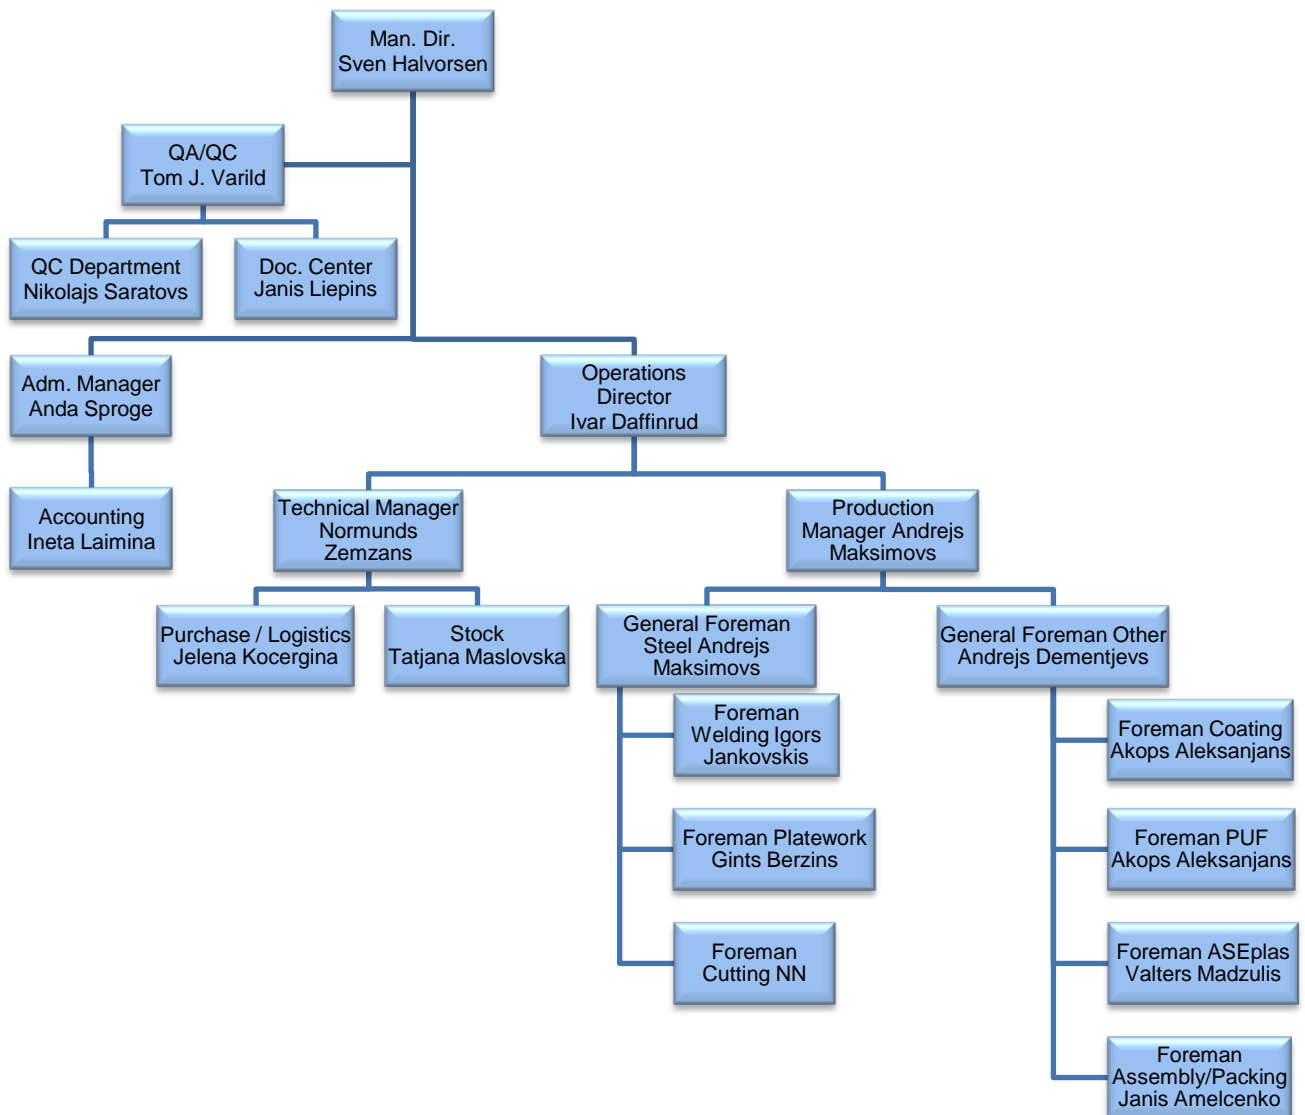 Man. Dir.
Sven Halvorsen
QA/QC
Tom J. Varild
QC Department
Nikolajs Saratovs
Doc. Center
Janis Liepins
Adm. Manager
Anda Sproge
Operations
Director
Ivar Daffinrud
Accounting
Ineta Laimina
Technical Manager
Normunds
Zemzans
Production
Manager Andrejs
Maksimovs
Purchase / Logistics
Jelena Kocergina
Stock
Tatjana Maslovska
General Foreman
Steel Andrejs
Maksimovs
General Foreman Other
Andrejs Dementjevs
Foreman
Welding Igors
Jankovskis
Foreman Platework
Gints Berzins
Foreman
Cutting NN
Foreman Coating
Akops Aleksanjans
Foreman PUF
Akops Aleksanjans
Foreman ASEplas
Valters Madzulis
Foreman
Assembly/Packing
Janis Amelcenko